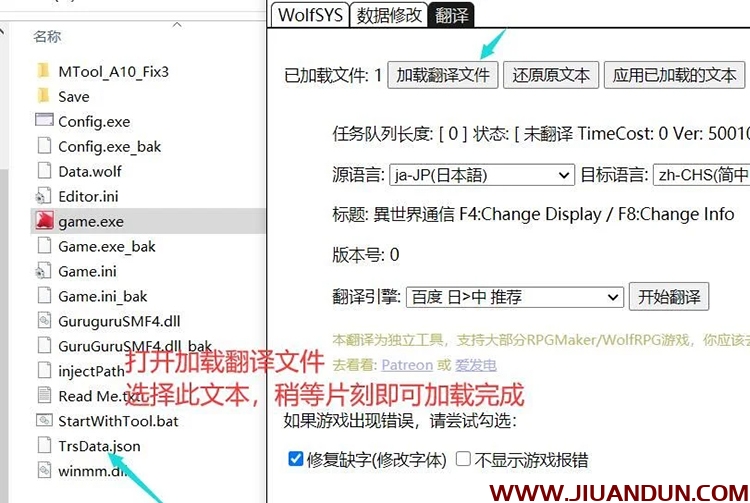 名称
MTool_A10_Fix3
Save
Config.exe
Config.exe_bak
Data.wolf
Editor.ini
game.exe
Game.exe_bak
Game.ini
Game.ini_bak
GuruguruSMF4.dll
GuruGuruSMF4.dll_bak
injectPath
Read Me.txt
StartWithTool.bat
TrsData.json
winmm.dll
打开加载翻译文件
选择此文本，稍等片刻即可加载完成
WolfSYS 数据修改 翻译
已加载文件: 1 加载翻译文件 还原原文本 应用已加载的文本
任务队列长度: [ 0 ] 状态: [ 未翻译 TimeCost: 0 Ver: 50010
源语言: ja-JP(日本語) 目标语言: zh-CHS(简中
标题: 異世界通信 F4:Change Display / F8:Change Info
版本号: 0
翻译引擎: 百度 日>中 推荐 开始翻译
本翻译为独立工具，支持大部分RPGMaker/WolfRPG游戏，你应该去
去看看: Patreon 或 爱发电
如果游戏出现错误，请尝试勾选：
修复缺字(修改字体) 不显示游戏报错
WWW.JIUANDUN.COM